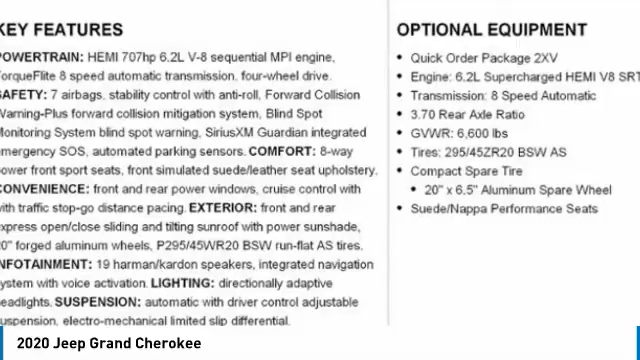 KEY FEATURES
POWERTRAIN: HEMI 707hp 6.2L V-8 sequential MPI engine,
TorqueFlite 8 speed automatic transmission, four-wheel drive.
SAFETY: 7 airbags, stability control with anti-roll, Forward Collision
Warning-Plus forward collision mitigation system, Blind Spot
Monitoring System blind spot warning, SiriusXM Guardian integrated
emergency SOS, automated parking sensors. COMFORT: 8-way
power front sport seats, front simulated suede/leather seat upholstery.
CONVENIENCE: front and rear power windows, cruise control with
with traffic stop-go distance pacing. EXTERIOR: front and rear
express open/close sliding and tilting sunroof with power sunshade,
20" forged aluminum wheels, P295/45WR20 BSW run-flat AS tires.
INFOTAINMENT: 19 harman/kardon speakers, integrated navigation
system with voice activation. LIGHTING: directionally adaptive
headlights. SUSPENSION: automatic with driver control adjustable
suspension, electro-mechanical limited slip differential.
OPTIONAL EQUIPMENT
• Quick Order Package 2XV
• Engine: 6.2L Supercharged HEMI V8 SRT
• Transmission: 8 Speed Automatic
• 3.70 Rear Axle Ratio
• GVWR: 6,600 lbs
• Tires: 295/45ZR20 BSW AS
• Compact Spare Tire
• 20" x 6.5" Aluminum Spare Wheel
• Suede/Nappa Performance Seats
2020 Jeep Grand Cherokee